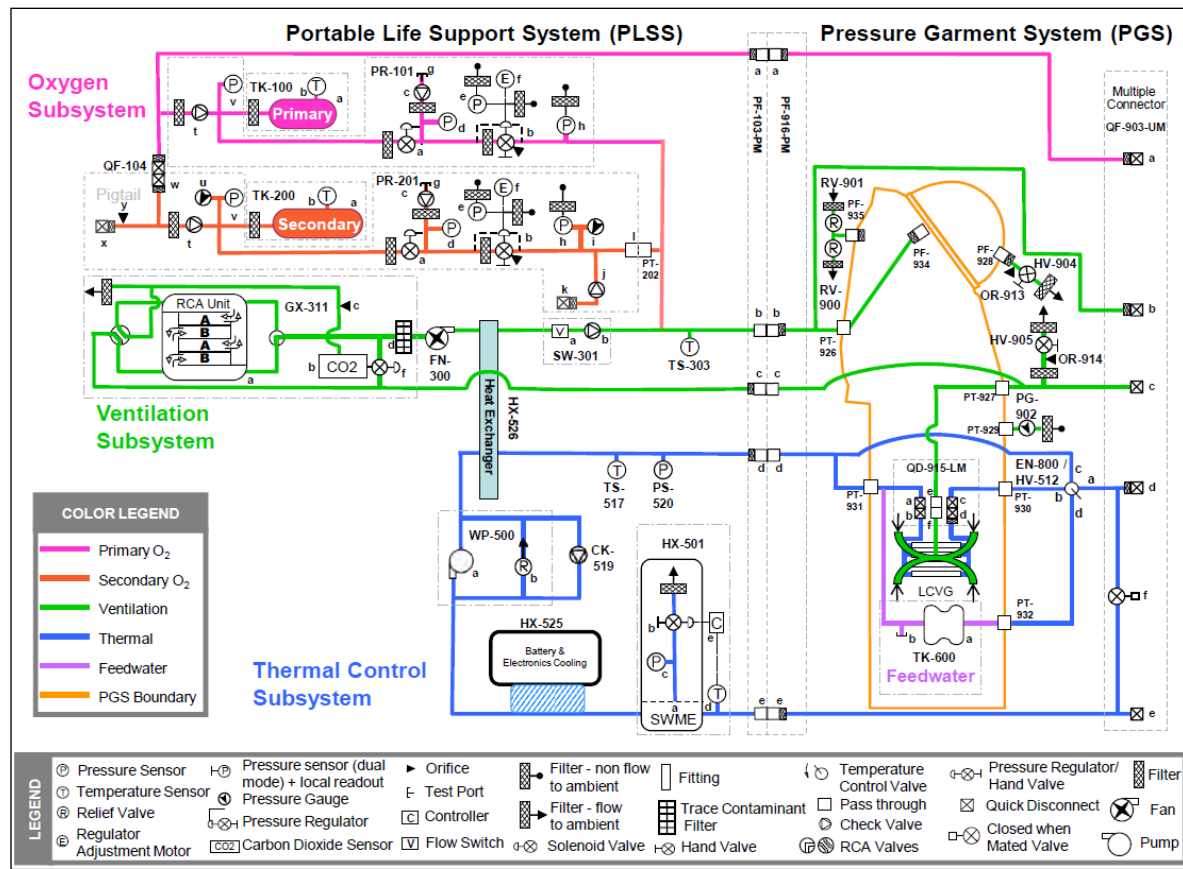 Portable Life Support System (PLSS)
Pressure Garment System (PGS)
Oxygen
Subsystem
TK-100
b
T
a
Primary
P
v
t
PR-101
g
c
P
d
a
E
f
e
P
b
P
h
a
a
PF-103-PM
PF-916-PM
Multiple
Connector
QF-903-UM
a
QF-104
w
Pigtail
y
x
u
P
v
t
TK-200
b
T
a
Secondary
PR-201
g
c
P
d
a
E
f
e
P
b
P
h
i
j
k
l
PT-
202
RV-901
R
R
RV-900
PF-
935
PF-
934
PF-
928
HV-904
OR-913
b
RCA Unit
A
B
A
B
a
GX-311
c
b
CO2
d
f
FN-
300
V
a
b
SW-301
T
TS-303
b
b
PT-
926
HV-905
OR-914
Ventilation
Subsystem
Heat Exchanger
HX-526
c
c
PT-927
c
PG-
902
PT-929
T
TS-
517
P
PS-
520
d
d
QD-915-LM
EN-800 /
HV-512
c
a
b
d
d
PT-
931
a
b
e
f
c
d
PT-
930
COLOR LEGEND
Primary O2
Secondary O2
Ventilation
Thermal
Feedwater
PGS Boundary
WP-500
a
R
b
CK-
519
HX-501
b
C
e
P
c
T
a
d
SWME
LCVG
PT-
932
f
b
a
TK-600
Feedwater
HX-525
Battery &
Electronics Cooling
Thermal Control
Subsystem
e
e
e
LEGEND
P Pressure Sensor
T Temperature Sensor
R Relief Valve
E Regulator
Adjustment Motor
P Pressure sensor (dual
mode) + local readout
Pressure Gauge
Pressure Regulator
CO2 Carbon Dioxide Sensor
Orifice
Test Port
C Controller
V Flow Switch
Filter - non flow
to ambient
Filter - flow
to ambient
Solenoid Valve
Fitting
Trace Contaminant
Filter
Hand Valve
Temperature
Control Valve
Pass through
Check Valve
RCA Valves
Pressure Regulator/
Hand Valve
Quick Disconnect
Closed when
Mated Valve
Filter
Fan
Pump